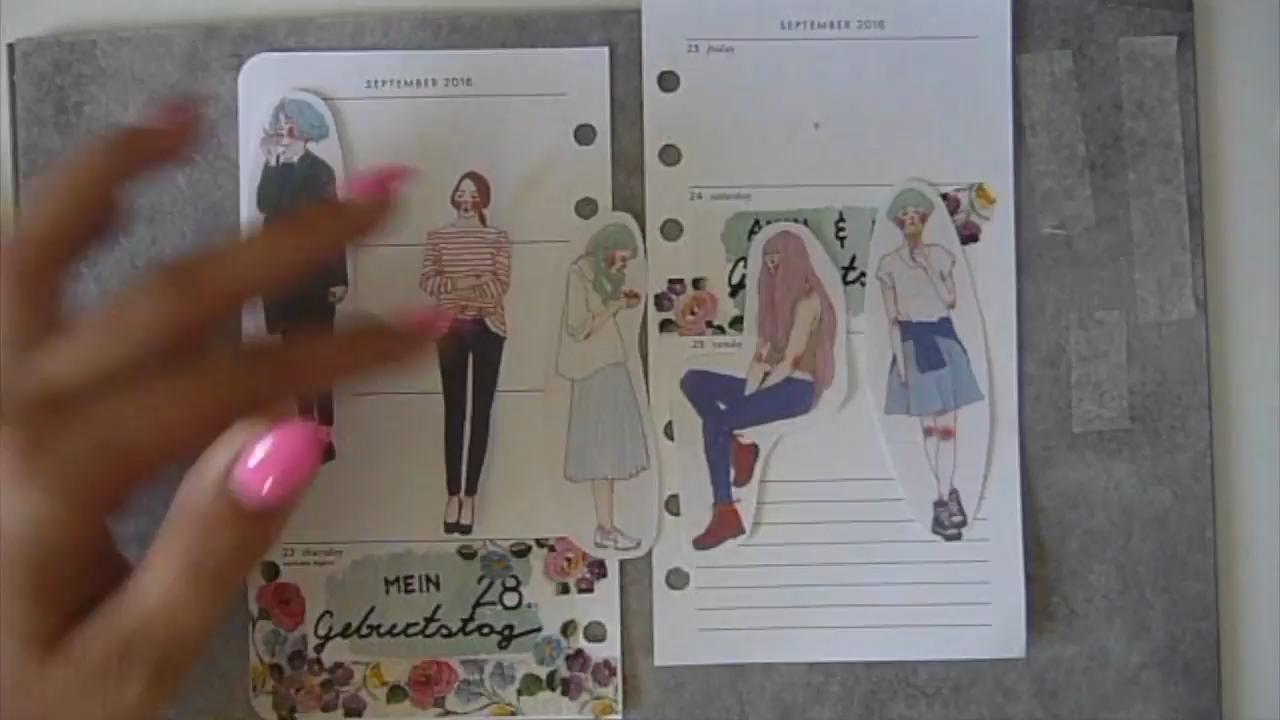 SEPTEMBER 2016
23 thursday
MEIN 28.
Geburtstag
SEPTEMBER 2016
23 friday
24 saturday
&
25 sunday